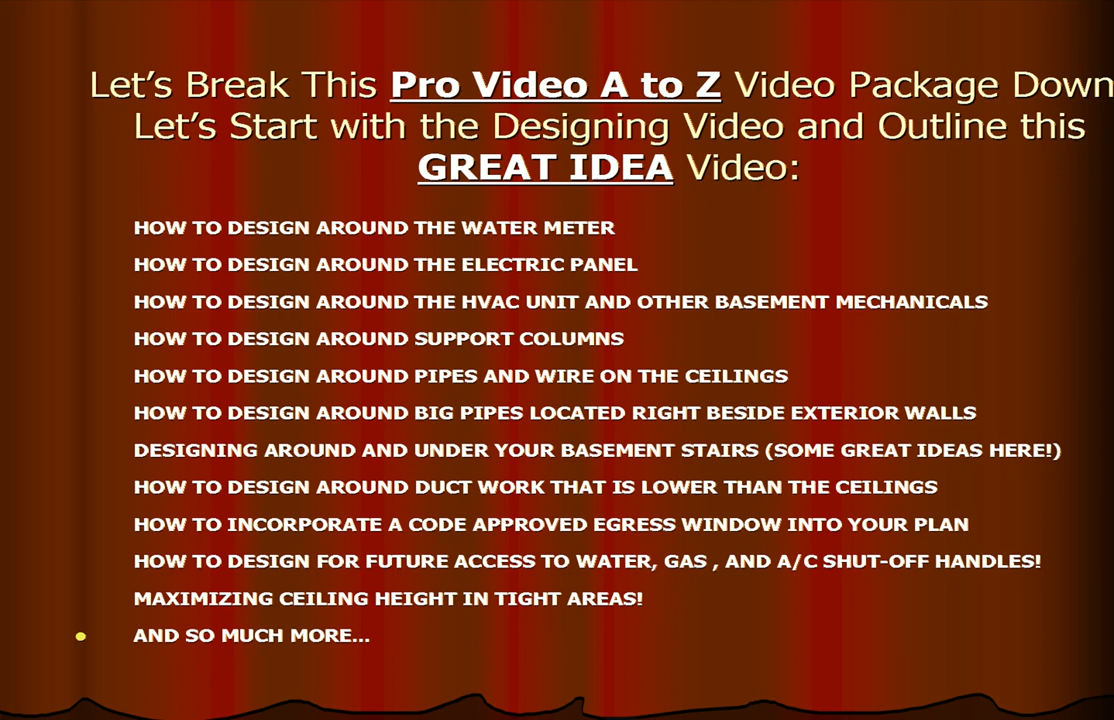 Let's Break This Pro Video A to Z Video Package Down
Let's Start with the Designing Video and Outline this
GREAT IDEA Video:
HOW TO DESIGN AROUND THE WATER METER
HOW TO DESIGN AROUND THE ELECTRIC PANEL
HOW TO DESIGN AROUND THE HVAC UNIT AND OTHER BASEMENT MECHANICALS
HOW TO DESIGN AROUND SUPPORT COLUMNS
HOW TO DESIGN AROUND PIPES AND WIRE ON THE CEILINGS
HOW TO DESIGN AROUND BIG PIPES LOCATED RIGHT BESIDE EXTERIOR WALLS
DESIGNING AROUND AND UNDER YOUR BASEMENT STAIRS (SOME GREAT IDEAS HERE!)
HOW TO DESIGN AROUND DUCT WORK THAT IS LOWER THAN THE CEILINGS
HOW TO INCORPORATE A CODE APPROVED EGRESS WINDOW INTO YOUR PLAN
HOW TO DESIGN FOR FUTURE ACCESS TO WATER, GAS , AND A/C SHUT-OFF HANDLES!
MAXIMIZING CEILING HEIGHT IN TIGHT AREAS!
• AND SO MUCH MORE...